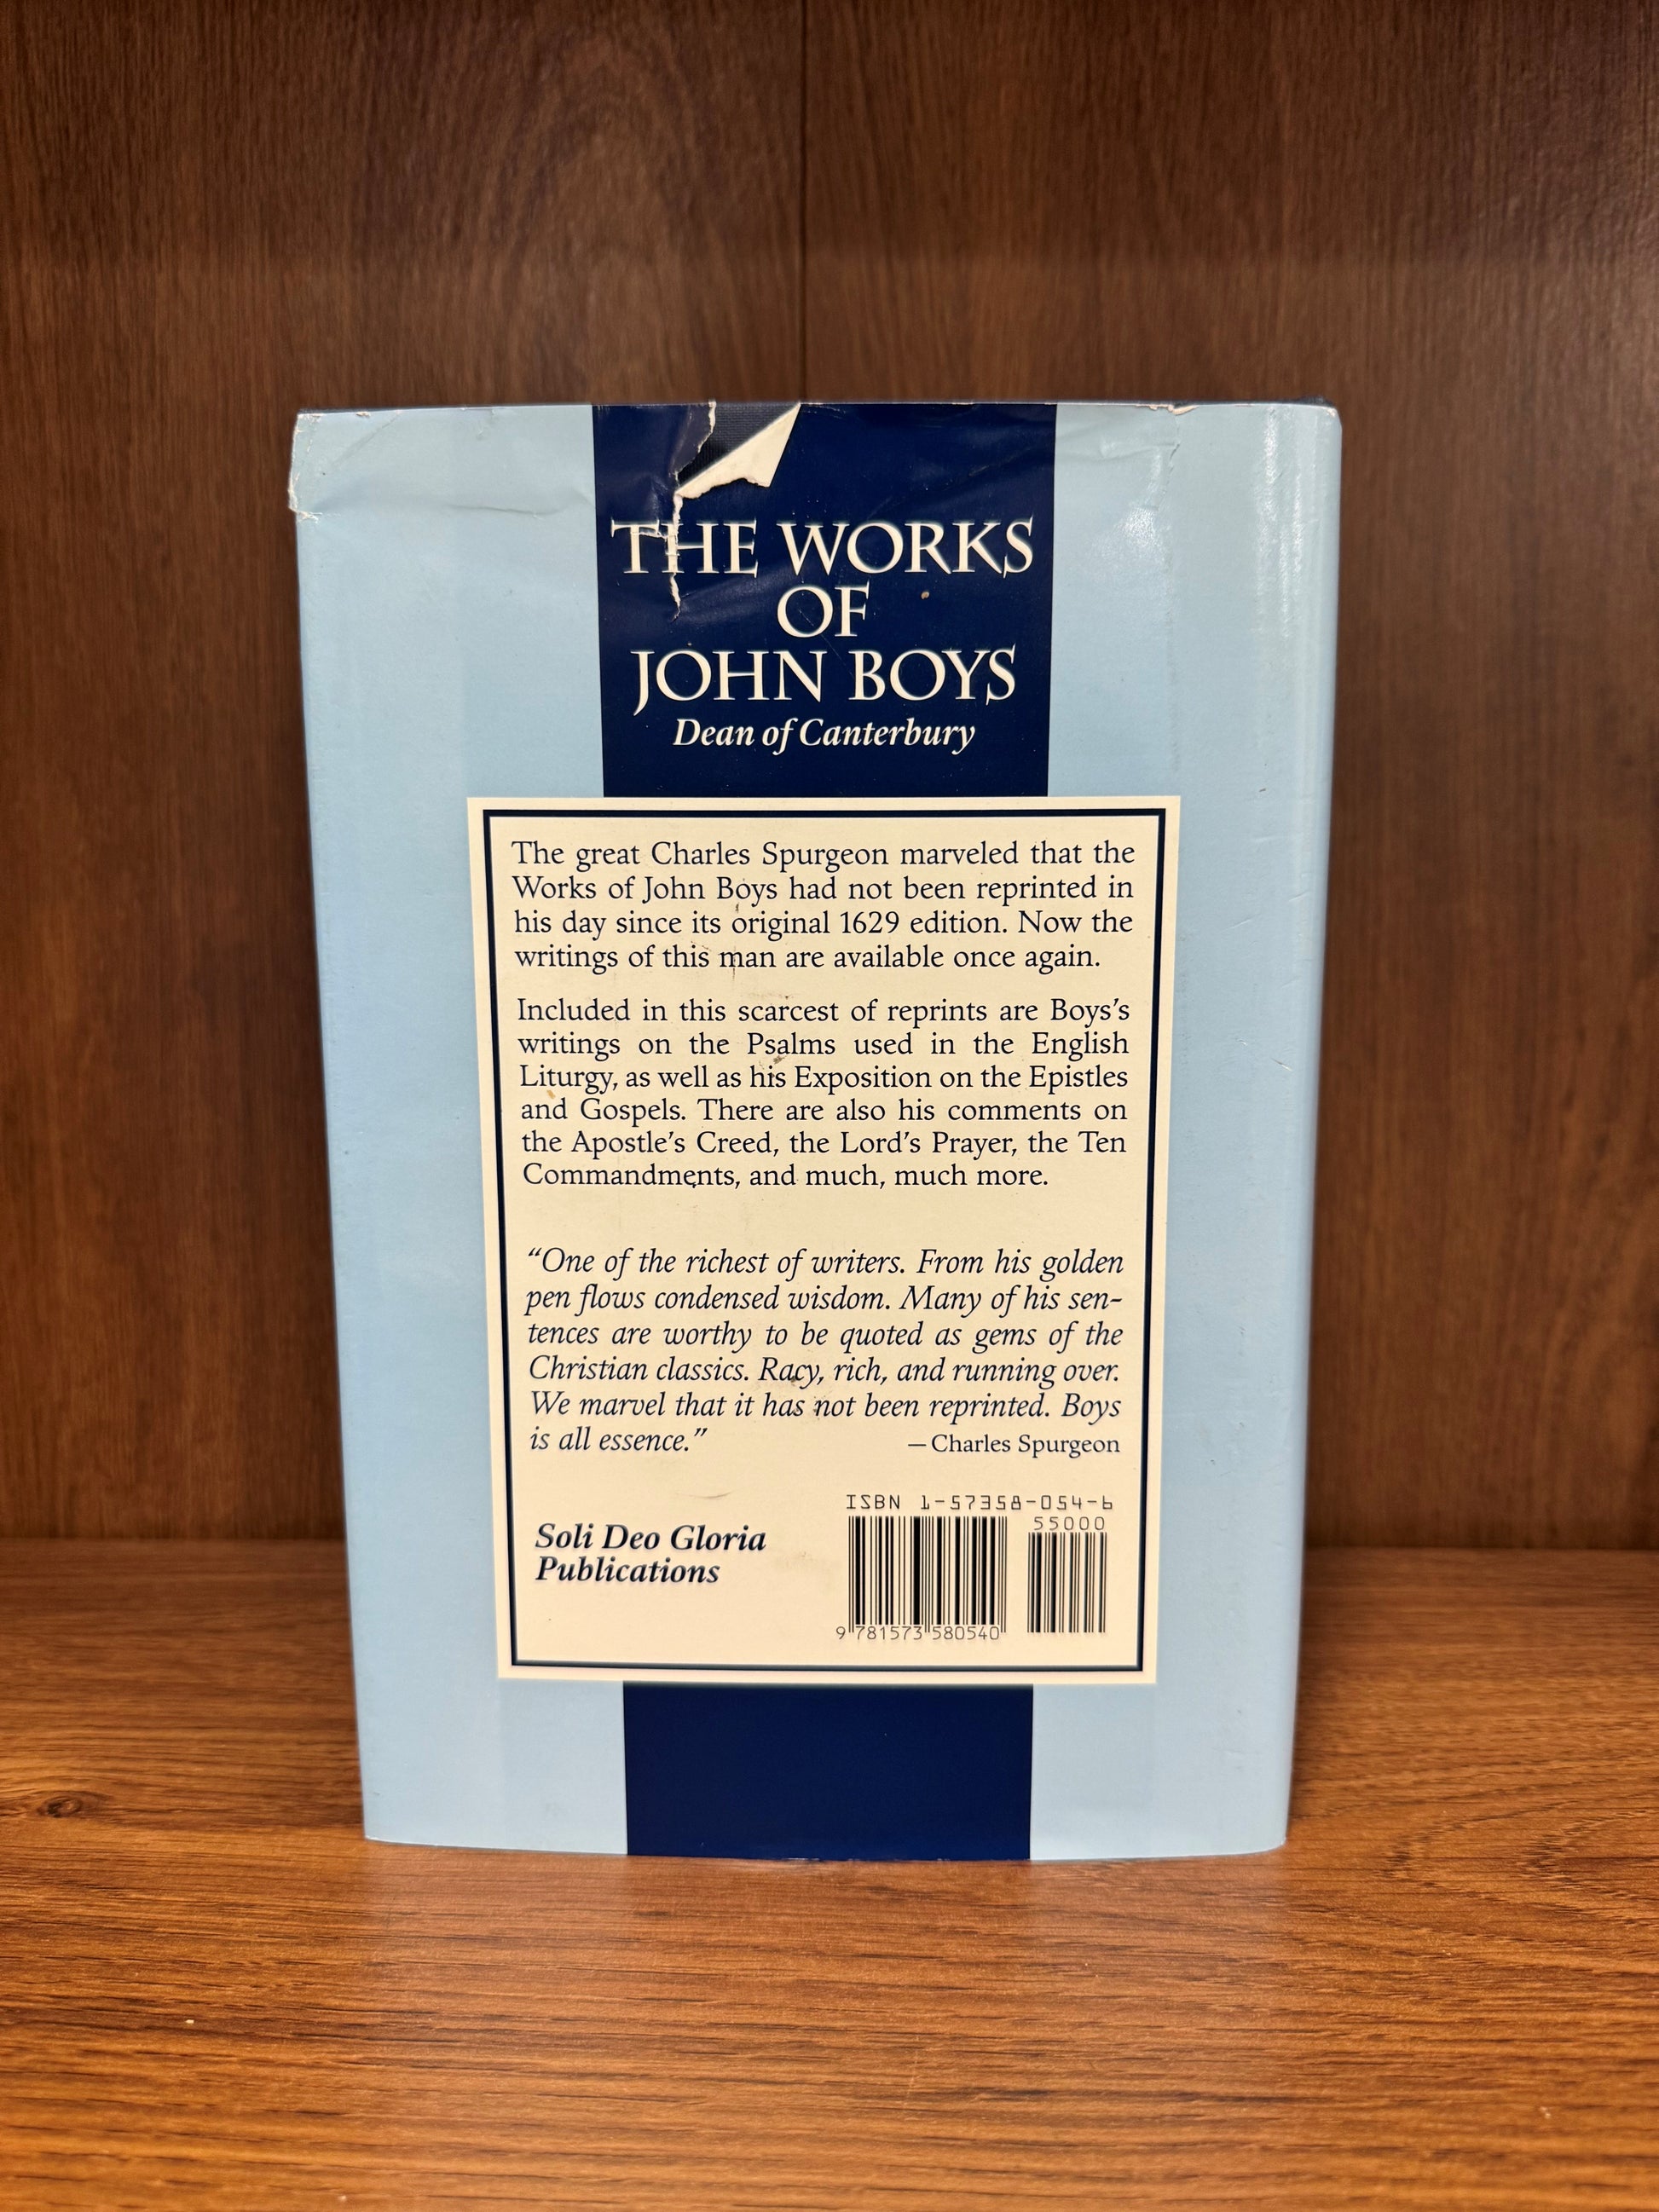 THE WORKS
OF
JOHN BOYS
Dean of Canterbury
The great Charles Spurgeon marveled that the
Works of John Boys had not been reprinted in
his day since its original 1629 edition. Now the
writings of this man are available once again.
Included in this scarcest of reprints are Boys's
writings on the Psalms used in the English
Liturgy, as well as his Exposition on the Epistles
and Gospels. There are also his comments on
the Apostle's Creed, the Lord's Prayer, the Ten
Commandments, and much, much more.
“One of the richest of writers. From his golden
pen flows condensed wisdom. Many of his sen-
tences are worthy to be quoted as gems of the
Christian classics. Racy, rich, and running over.
We marvel that it has not been reprinted. Boys
is all essence.” —Charles Spurgeon
ISBN 1-57358-054-6
55000
Soli Deo Gloria
Publications
9 781573 580540